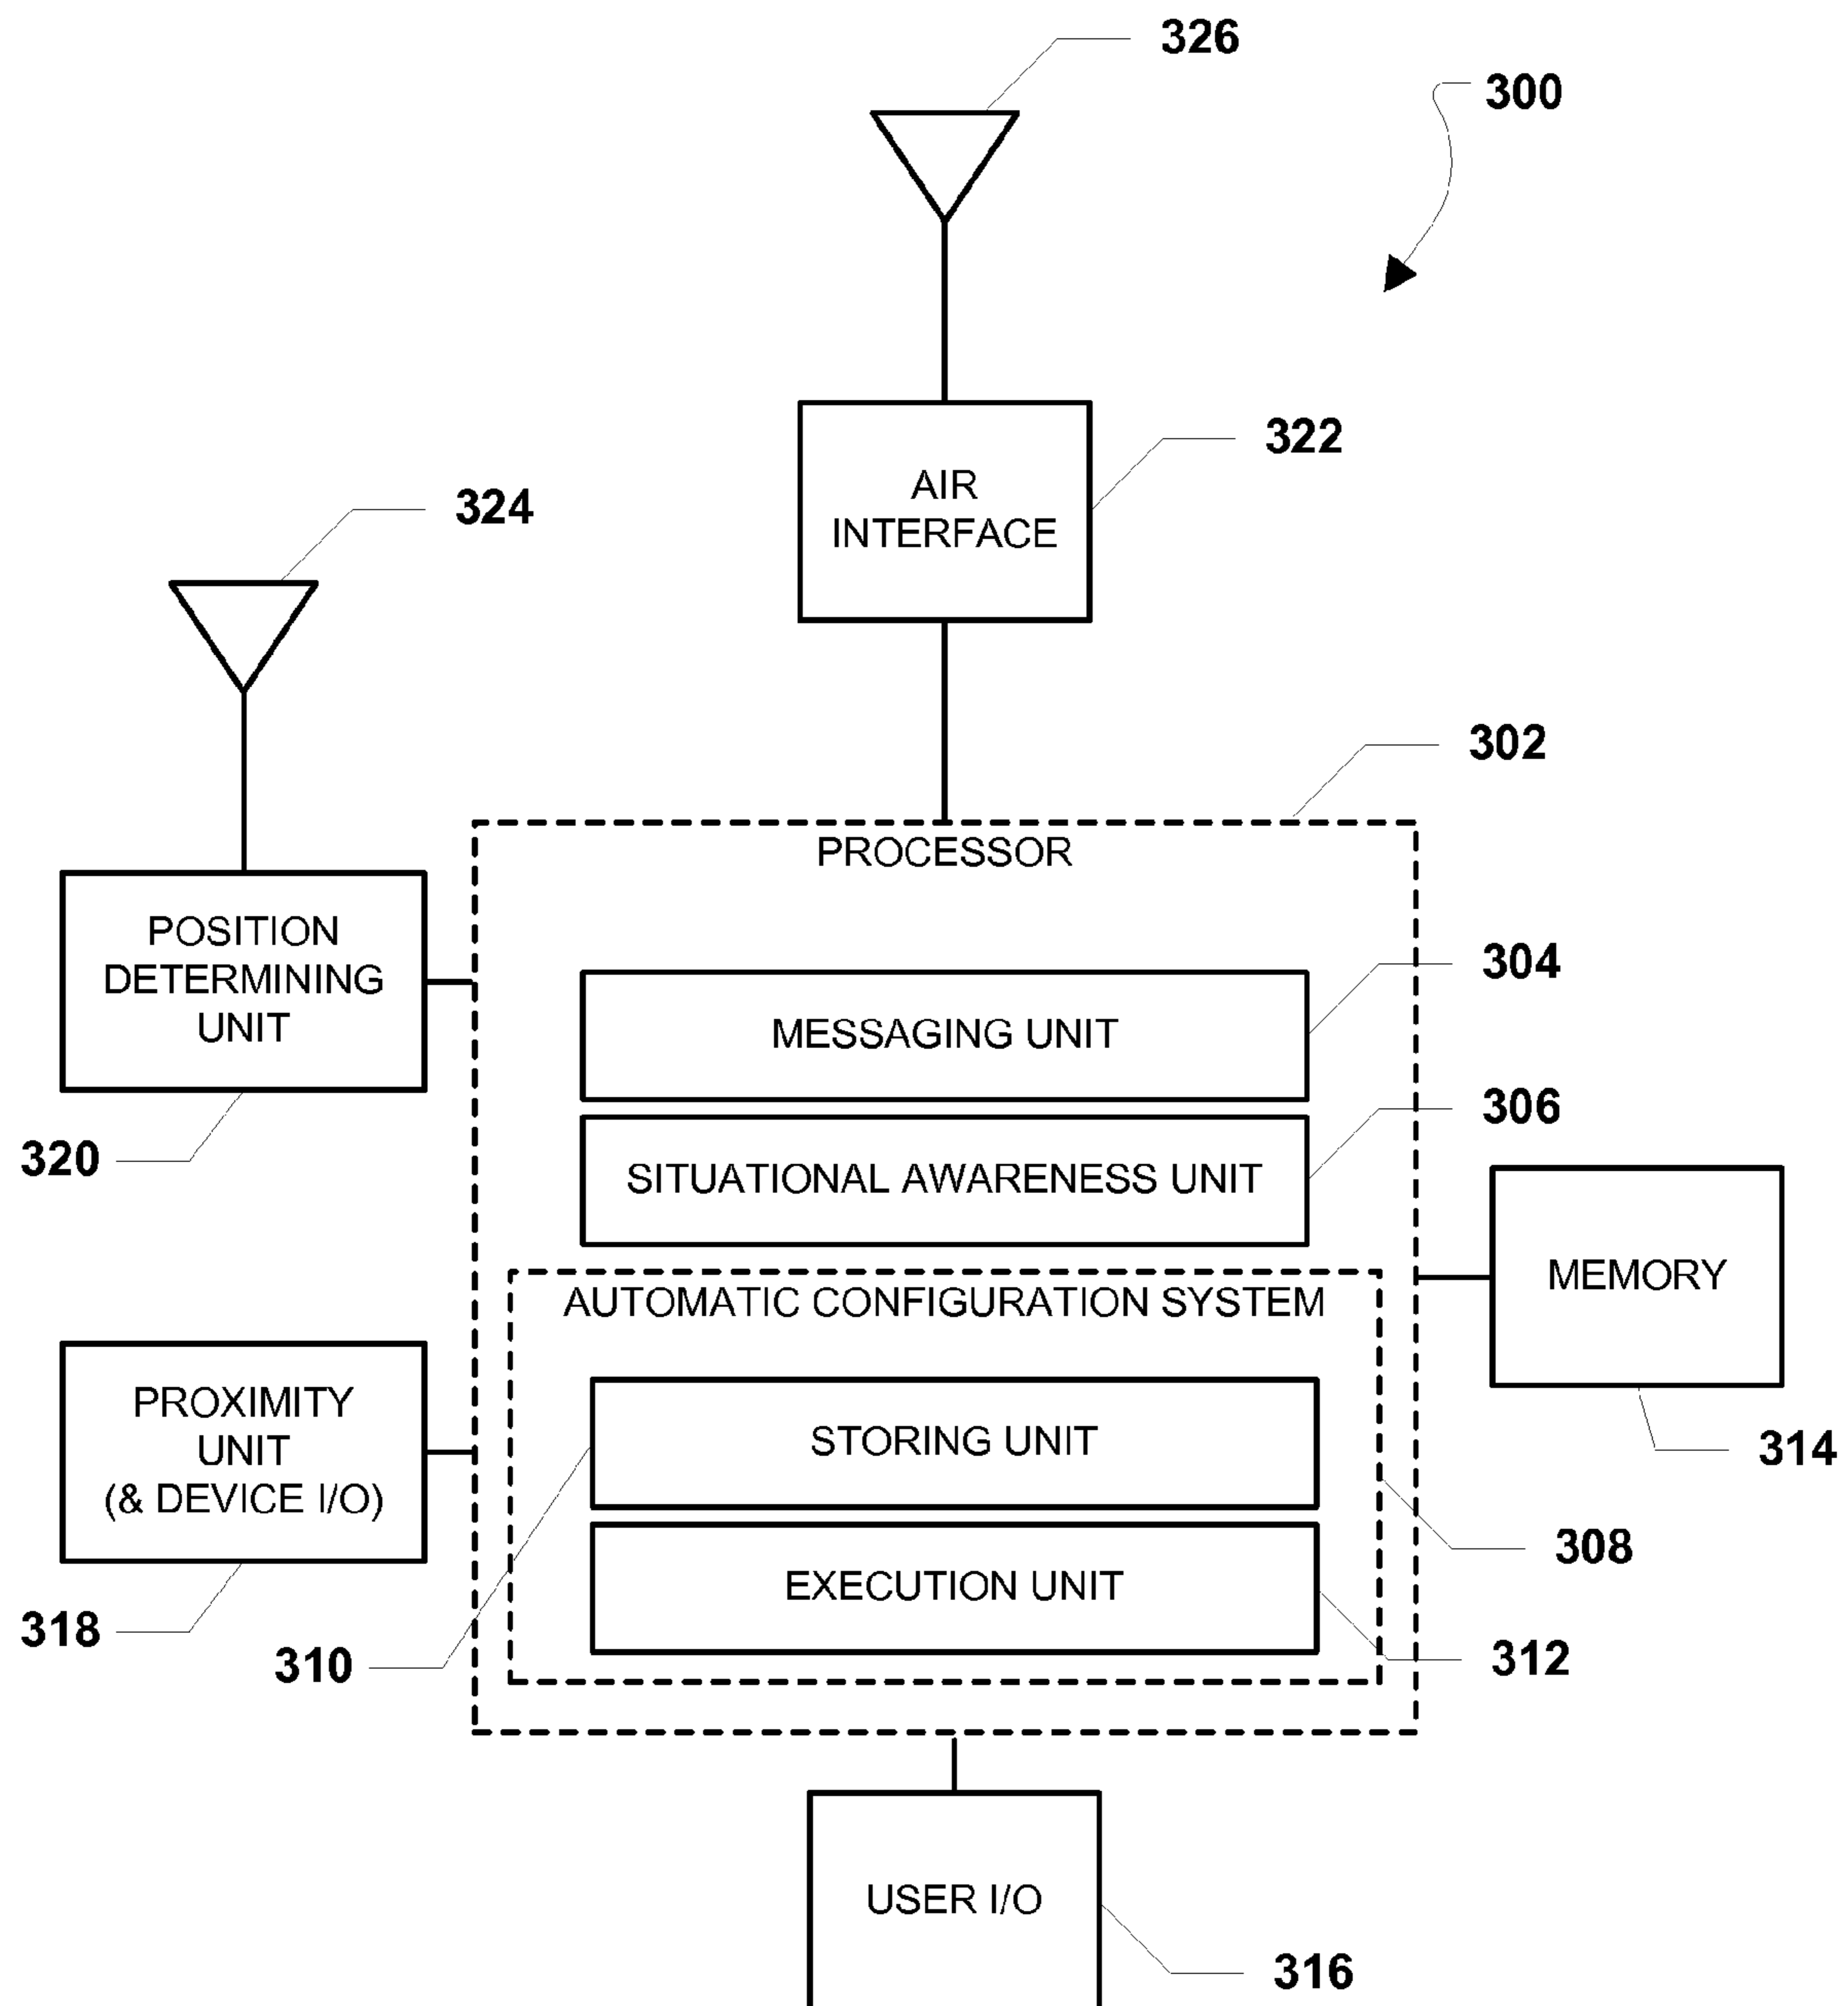 326
300
322
AIR
INTERFACE
324
302
PROCESSOR
POSITION
DETERMINING
UNIT
304
MESSAGING UNIT
306
320
SITUATIONAL AWARENESS UNIT
MEMORY
AUTOMATIC CONFIGURATION SYSTEM
PROXIMITY
UNIT
(& DEVICE I/O)
STORING UNIT
314
308
EXECUTION UNIT
318
310
312
USER I/O
316